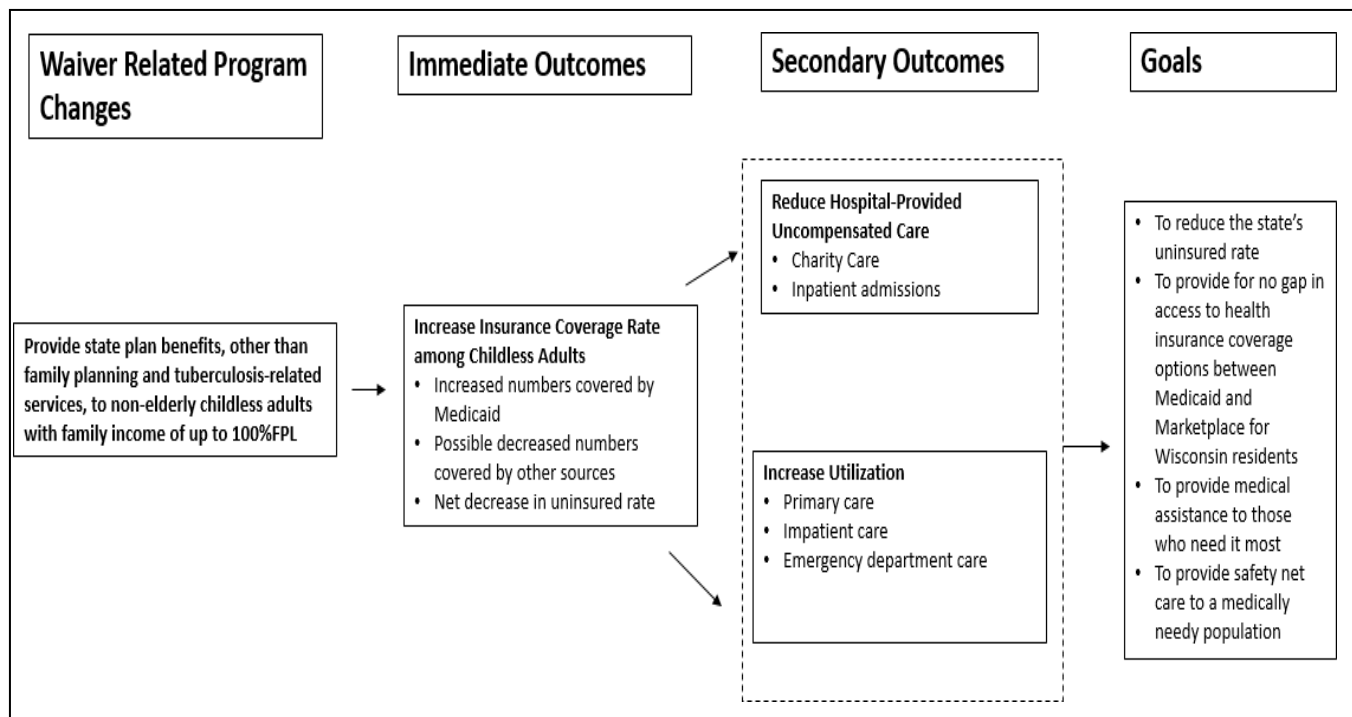 Waiver Related Program
Changes
Immediate Outcomes
Secondary Outcomes
Goals
Provide state plan benefits, other than
family planning and tuberculosis-related
services, to non-elderly childless adults
with family income of up to 100%FPL
Increase Insurance Coverage Rate
among Childless Adults
• Increased numbers covered by
Medicaid
• Possible decreased numbers
covered by other sources
• Net decrease in uninsured rate
Reduce Hospital-Provided
Uncompensated Care
• Charity Care
• Inpatient admissions
Increase Utilization
• Primary care
• Impatient care
• Emergency department care
• To reduce the state's
uninsured rate
• To provide for no gap in
access to health
insurance coverage
options between
Medicaid and
Marketplace for
Wisconsin residents
• To provide medical
assistance to those
who need it most
• To provide safety net
care to a medically
needy population